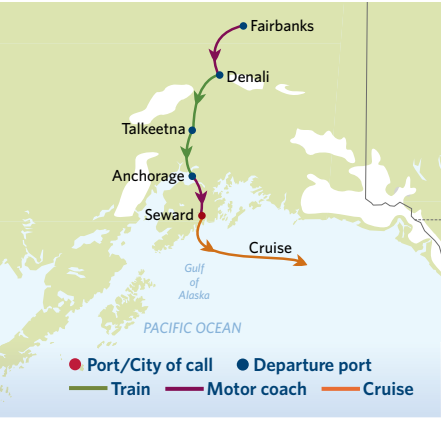 Fairbanks
Denali
Talkeetna
Anchorage
Seward
Cruise
Gulf
of
Alaska
PACIFIC OCEAN
Port/City of call Departure port
Train Motor coach Cruise